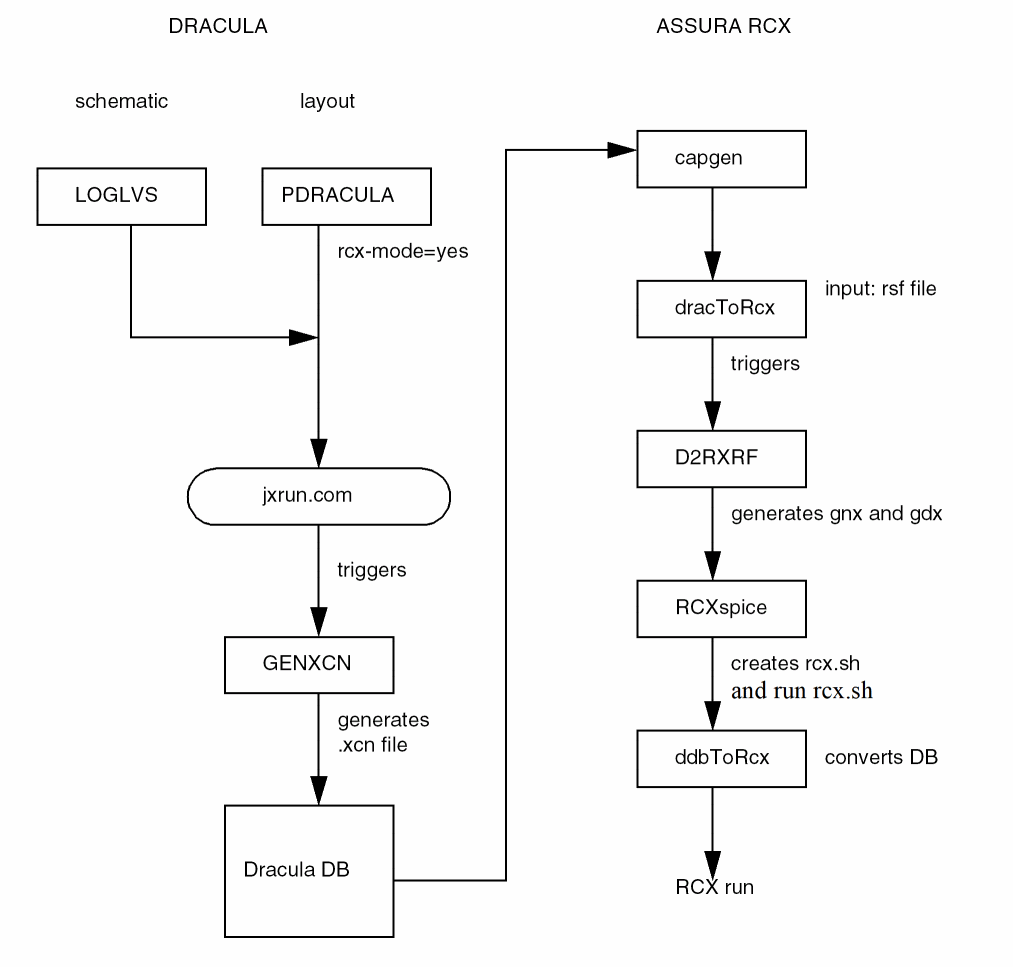 DRACULA
schematic
layout
LOGLVS
PDRACULA
rcx-mode=yes
jxrun.com
triggers
GENXCN
generates
.xcn file
Dracula DB
ASSURA RCX
capgen
dracToRcx
input: rsf file
triggers
D2RXRF
generates gnx and gdx
RCXspice
creates rcx.sh
and run rcx.sh
ddbToRcx
converts DB
RCX run